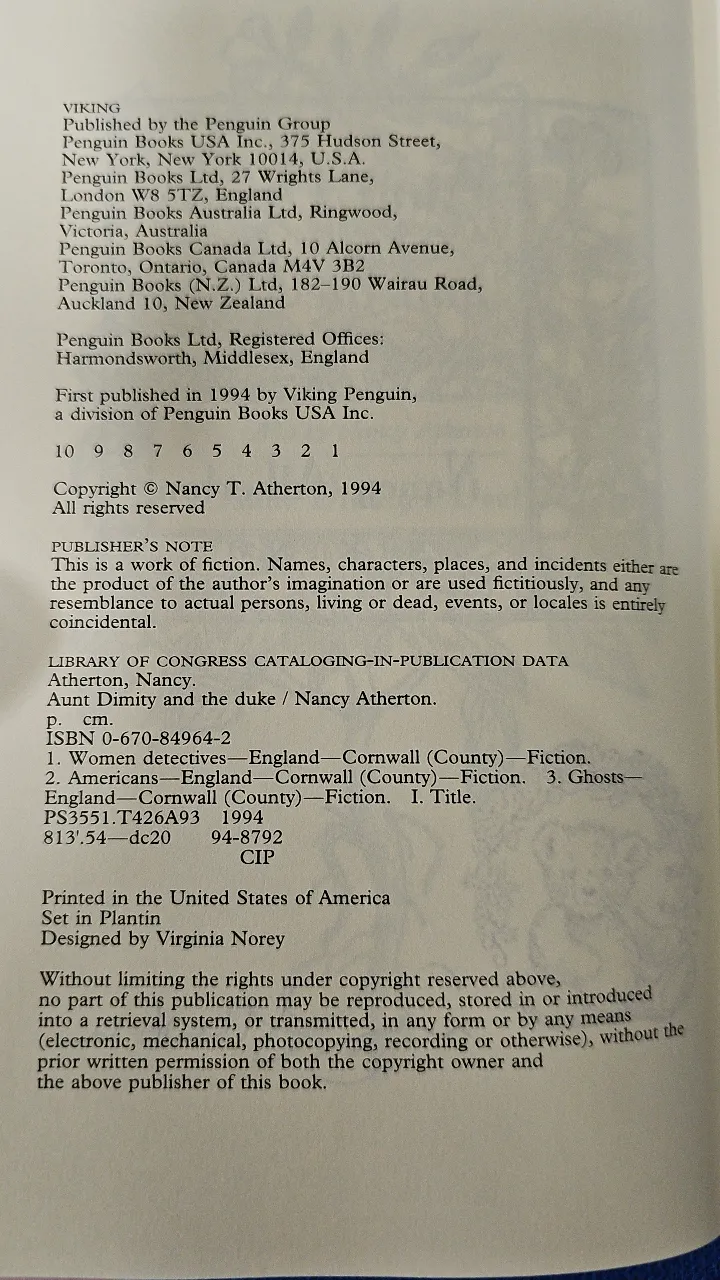 VIKING
Published by the Penguin Group
Penguin Books USA Inc., 375 Hudson Street,
New York, New York 10014, U.S.A.
Penguin Books Ltd, 27 Wrights Lane,
London W8 5TZ, England
Penguin Books Australia Ltd, Ringwood,
Victoria, Australia
Penguin Books Canada Ltd, 10 Alcorn Avenue,
Toronto, Ontario, Canada M4V 3B2
Penguin Books (N.Z.) Ltd, 182–190 Wairau Road,
Auckland 10, New Zealand
Penguin Books Ltd, Registered Offices:
Harmondsworth, Middlesex, England
First published in 1994 by Viking Penguin,
a division of Penguin Books USA Inc.
10 9 8 7 6 5 4 3 2 1
Copyright © Nancy T. Atherton, 1994
All rights reserved
PUBLISHER'S NOTE
This is a work of fiction. Names, characters, places, and incidents either are
the product of the author's imagination or are used fictitiously, and any
resemblance to actual persons, living or dead, events, or locales is entirely
coincidental.
LIBRARY OF CONGRESS CATALOGING-IN-PUBLICATION DATA
Atherton, Nancy.
Aunt Dimity and the duke / Nancy Atherton.
p. cm.
ISBN 0-670-84964-2
1. Women detectives—England—Cornwall (County)—Fiction.
2. Americans—England—Cornwall (County)—Fiction. 3. Ghosts—
England—Cornwall (County)—Fiction. I. Title.
PS3551.T426A93 1994
813'.54—dc20 94-8792
CIP
Printed in the United States of America
Set in Plantin
Designed by Virginia Norey
Without limiting the rights under copyright reserved above,
no part of this publication may be reproduced, stored in or introduced
into a retrieval system, or transmitted, in any form or by any means
(electronic, mechanical, photocopying, recording or otherwise), without the
prior written permission of both the copyright owner and
the above publisher of this book.